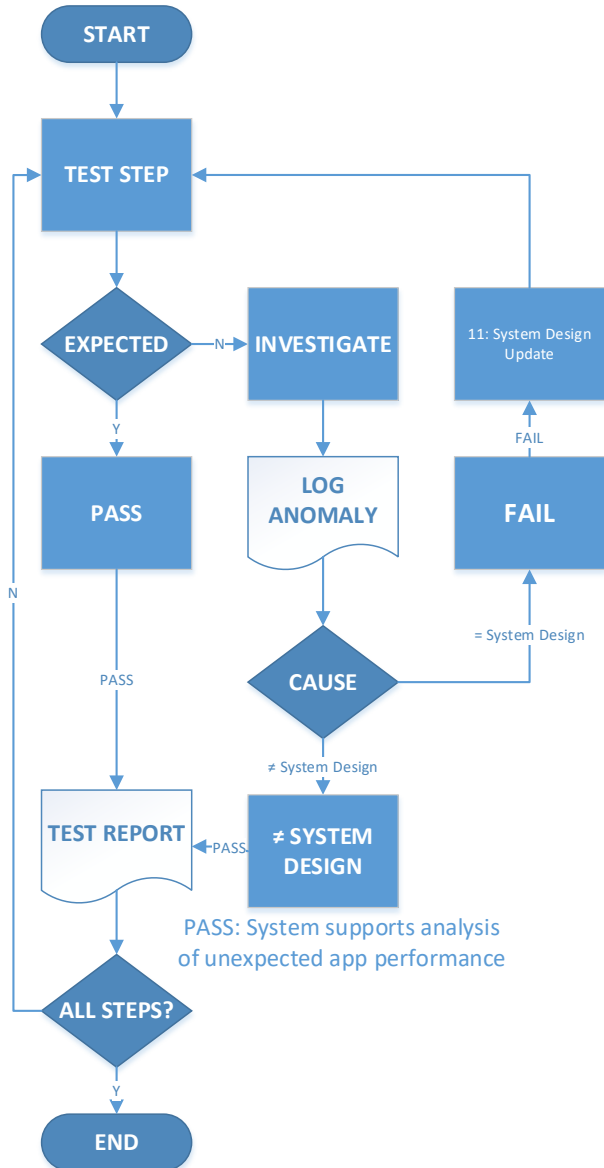 START
TEST STEP
EXPECTED
N
INVESTIGATE
11: System Design
Update
Y
FAIL
PASS
LOG
ANOMALY
FAIL
N
= System Design
PASS
CAUSE
≠ System Design
TEST REPORT
PASS
≠ SYSTEM
DESIGN
PASS: System supports analysis
of unexpected app performance
ALL STEPS?
Y
END